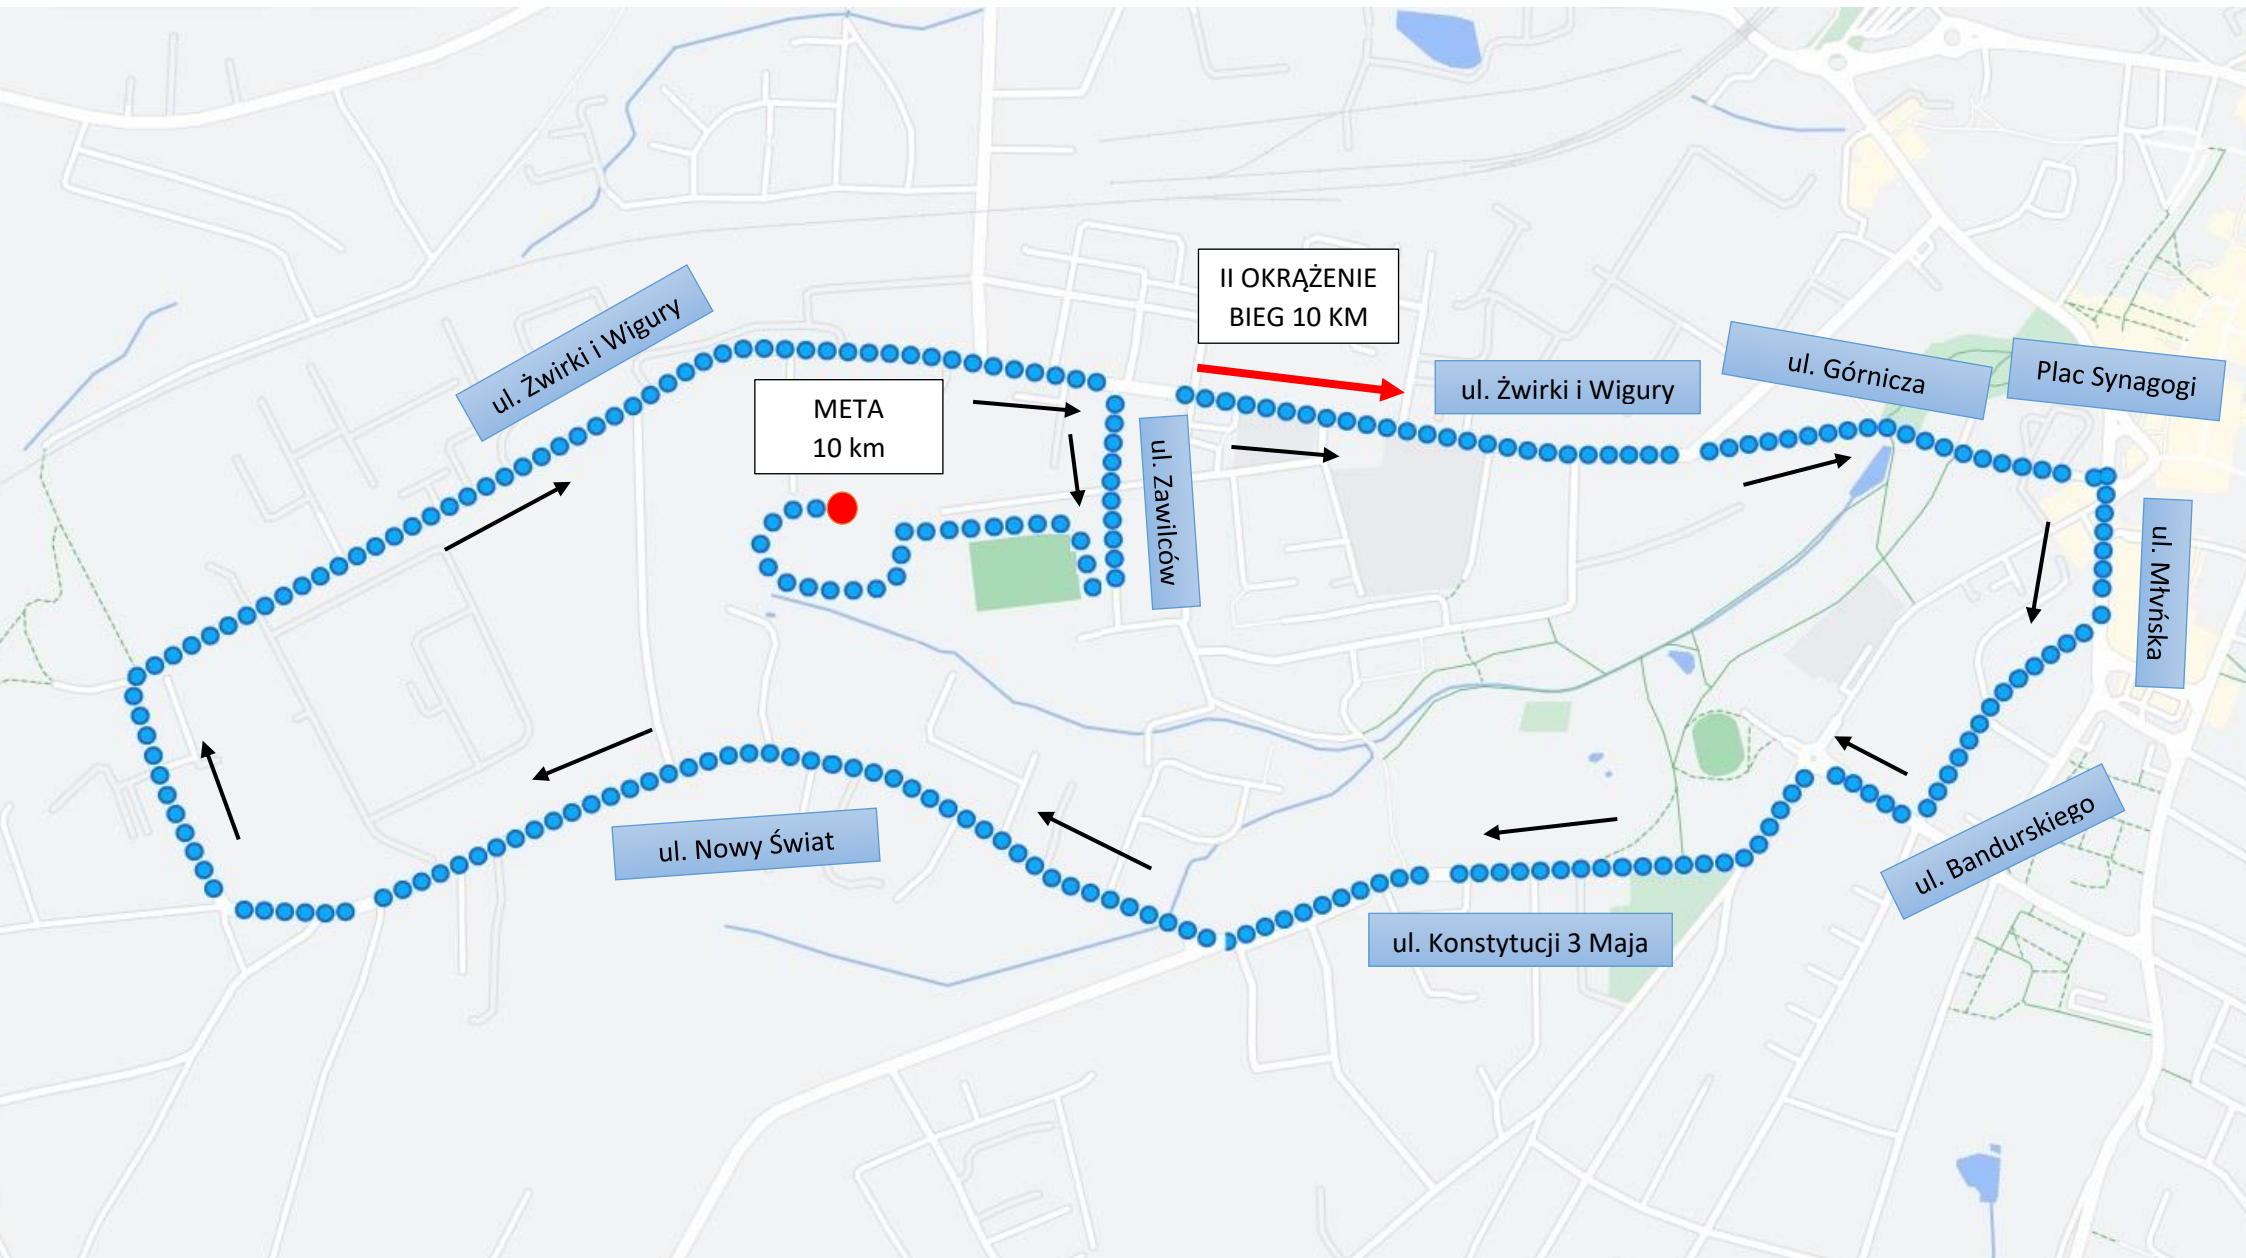 II OKRĄŻENIE
BIEG 10 KM
ul. Żwirki i Wigury
ul. Górnicza
Plac Synagogi
ul. Żwirki i Wigury
META
10 km
ul. Zawilców
ul. Młyńska
ul. Nowy Świat
ul. Bandurskiego
ul. Konstytucji 3 Maja